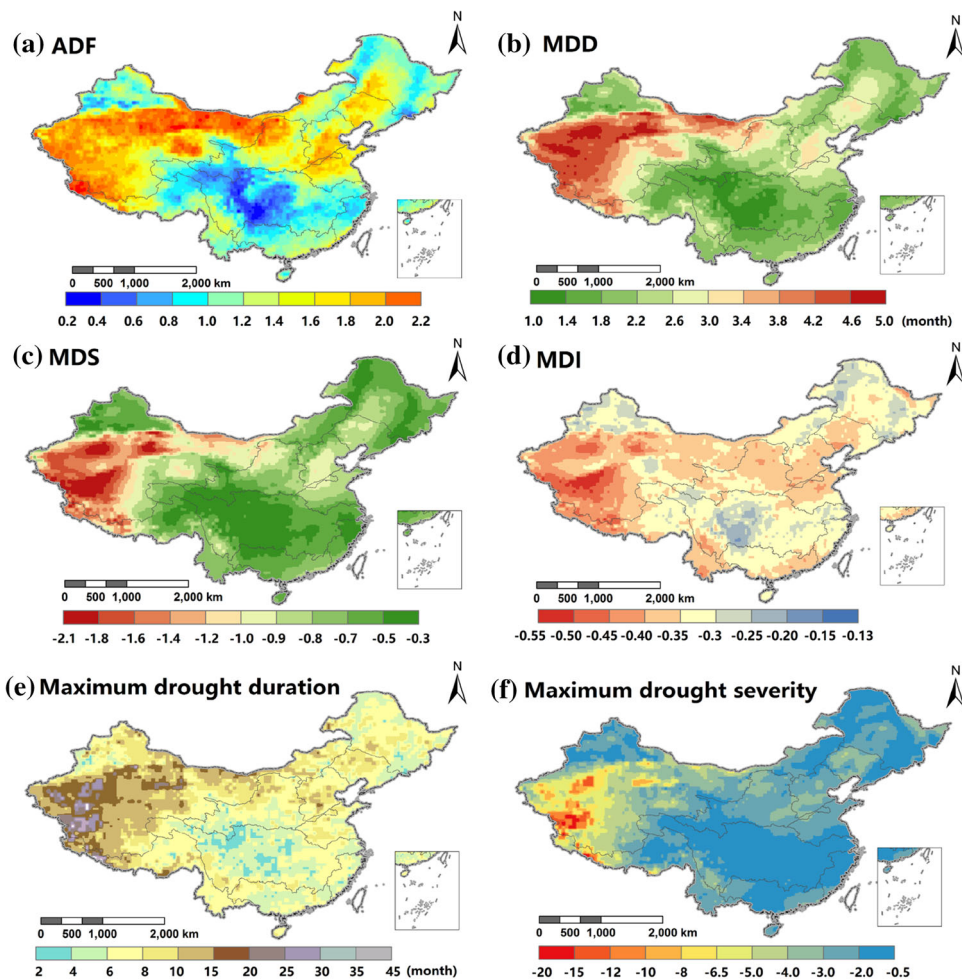 (a) ADF
N
0 500 1,000 2,000 km
0.2 0.4 0.6 0.8 1.0 1.2 1.4 1.6 1.8 2.0 2.2
(b) MDD
N
0 500 1,000 2,000 km
1.0 1.4 1.8 2.2 2.6 3.0 3.4 3.8 4.2 4.6 5.0 (month)
(c) MDS
N
0 500 1,000 2,000 km
-2.1 -1.8 -1.6 -1.4 -1.2 -1.0 -0.9 -0.8 -0.7 -0.5 -0.3
(d) MDI
N
0 500 1,000 2,000 km
-0.55 -0.50 -0.45 -0.40 -0.35 -0.3 -0.25 -0.20 -0.15 -0.13
(e) Maximum drought duration
N
0 500 1,000 2,000 km
2 4 6 8 10 15 20 25 30 35 45 (month)
(f) Maximum drought severity
N
0 500 1,000 2,000 km
-20 -15 -12 -10 -8 -6.5 -5.0 -4.0 -3.0 -2.0 -0.5